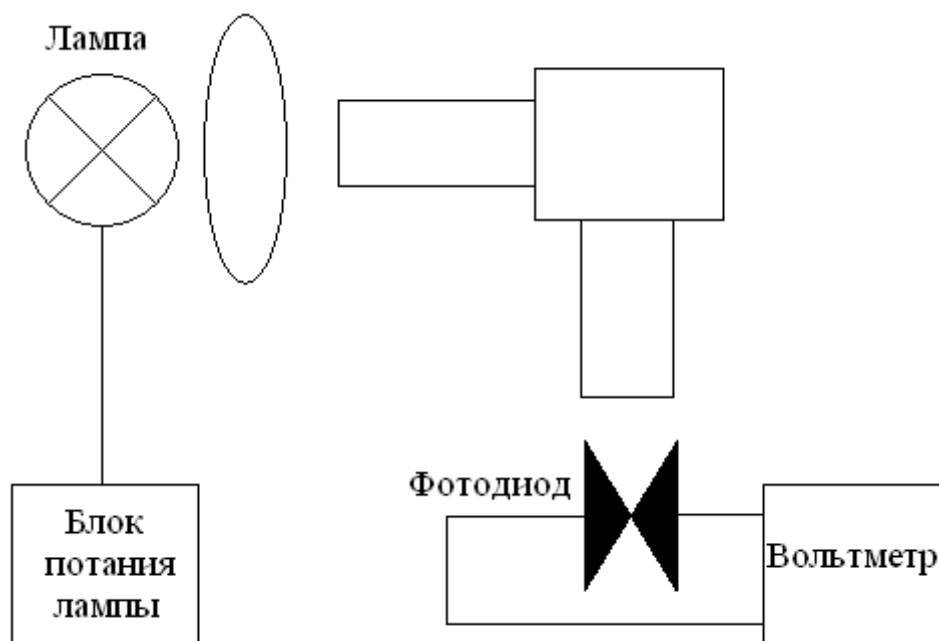 Лампа
Фотодиод
Блок
потания
лампы
Вольтметр